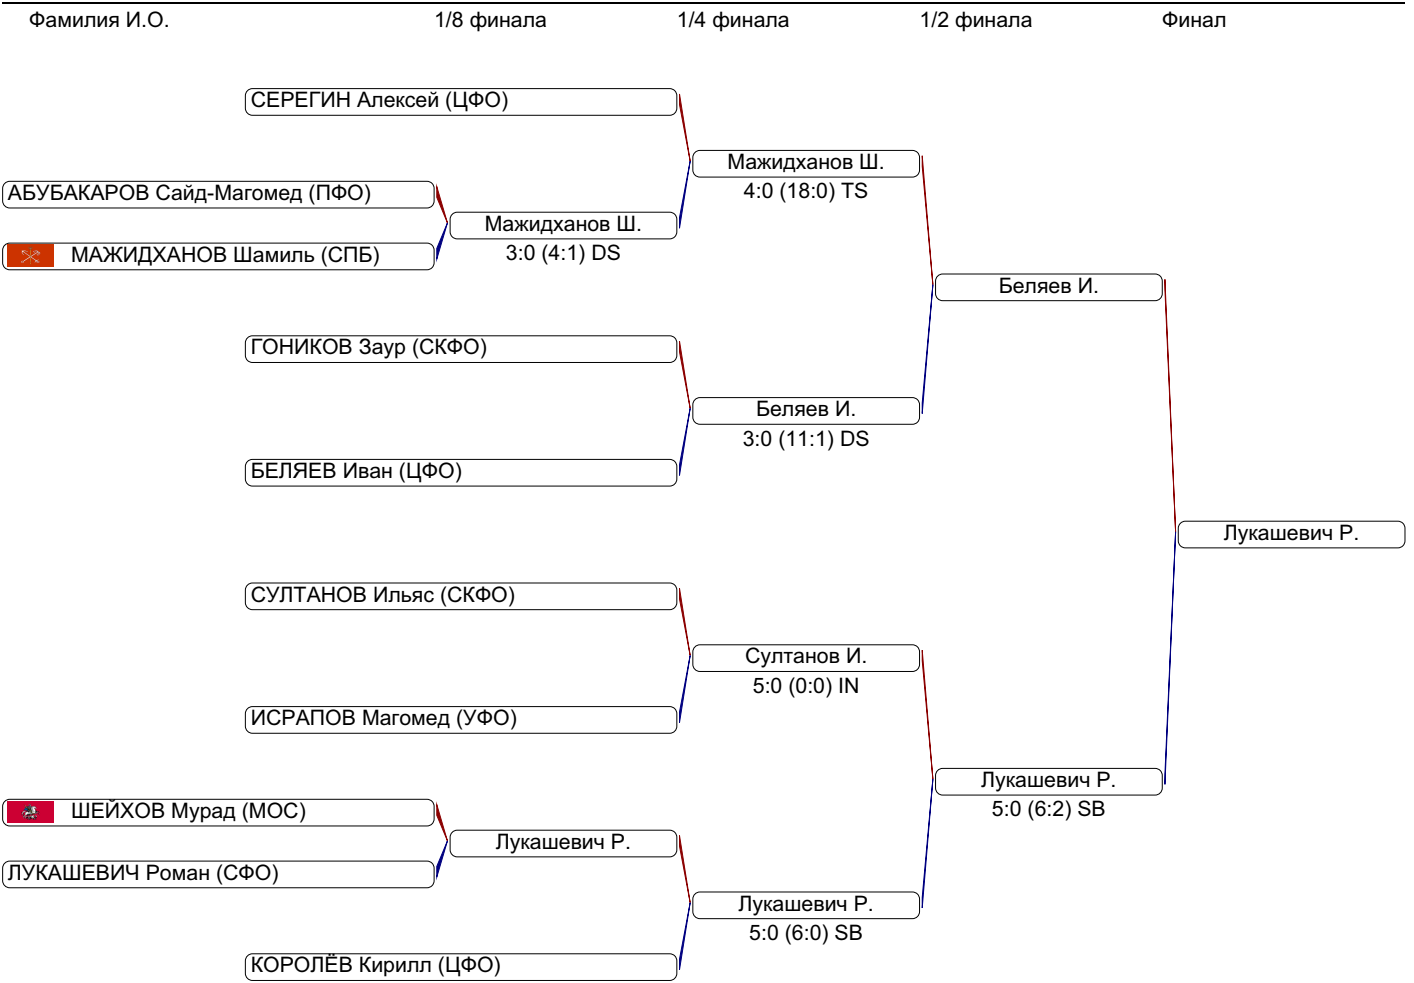 Фамилия И.О. 1/8 финала 1/4 финала 1/2 финала Финал
СЕРЕГИН Алексей (ЦФО)
Мажидханов Ш.
4:0 (18:0) TS
АБУБАКАРОВ Сайд-Магомед (ПФО)
Мажидханов Ш.
3:0 (4:1) DS
МАЖИДХАНОВ Шамиль (СПБ)
Беляев И.
ГОНИКОВ Заур (СКФО)
Беляев И.
3:0 (11:1) DS
БЕЛЯЕВ Иван (ЦФО)
Лукашевич Р.
СУЛТАНОВ Ильяс (СКФО)
Султанов И.
5:0 (0:0) IN
ИСРАПОВ Магомед (УФО)
Лукашевич Р.
5:0 (6:2) SB
ШЕЙХОВ Мурад (МОС)
Лукашевич Р.
ЛУКАШЕВИЧ Роман (СФО)
Лукашевич Р.
5:0 (6:0) SB
КОРОЛЁВ Кирилл (ЦФО)